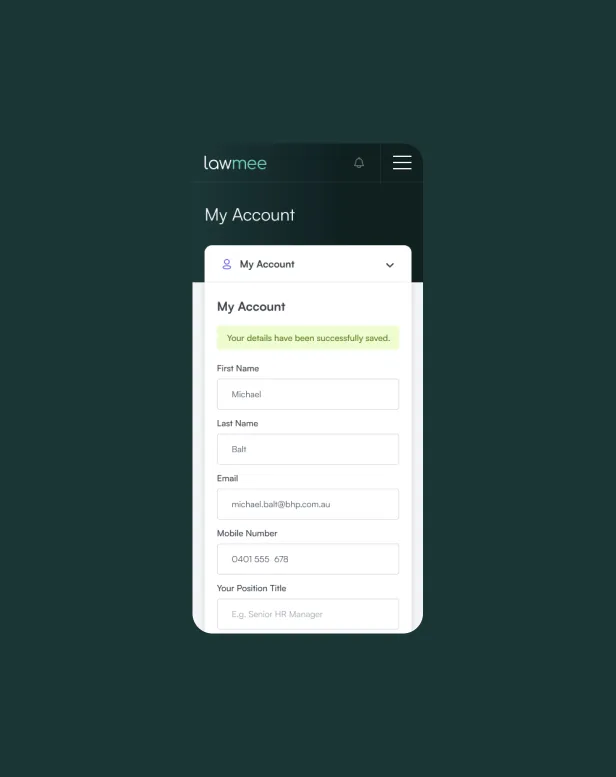 lawmee
My Account
My Account
My Account
Your details have been successfully saved.
First Name
Michael
Last Name
Balt
Email
michael.balt@bhp.com.au
Mobile Number
0401 555  678
Your Position Title
E.g. Senior HR Manager